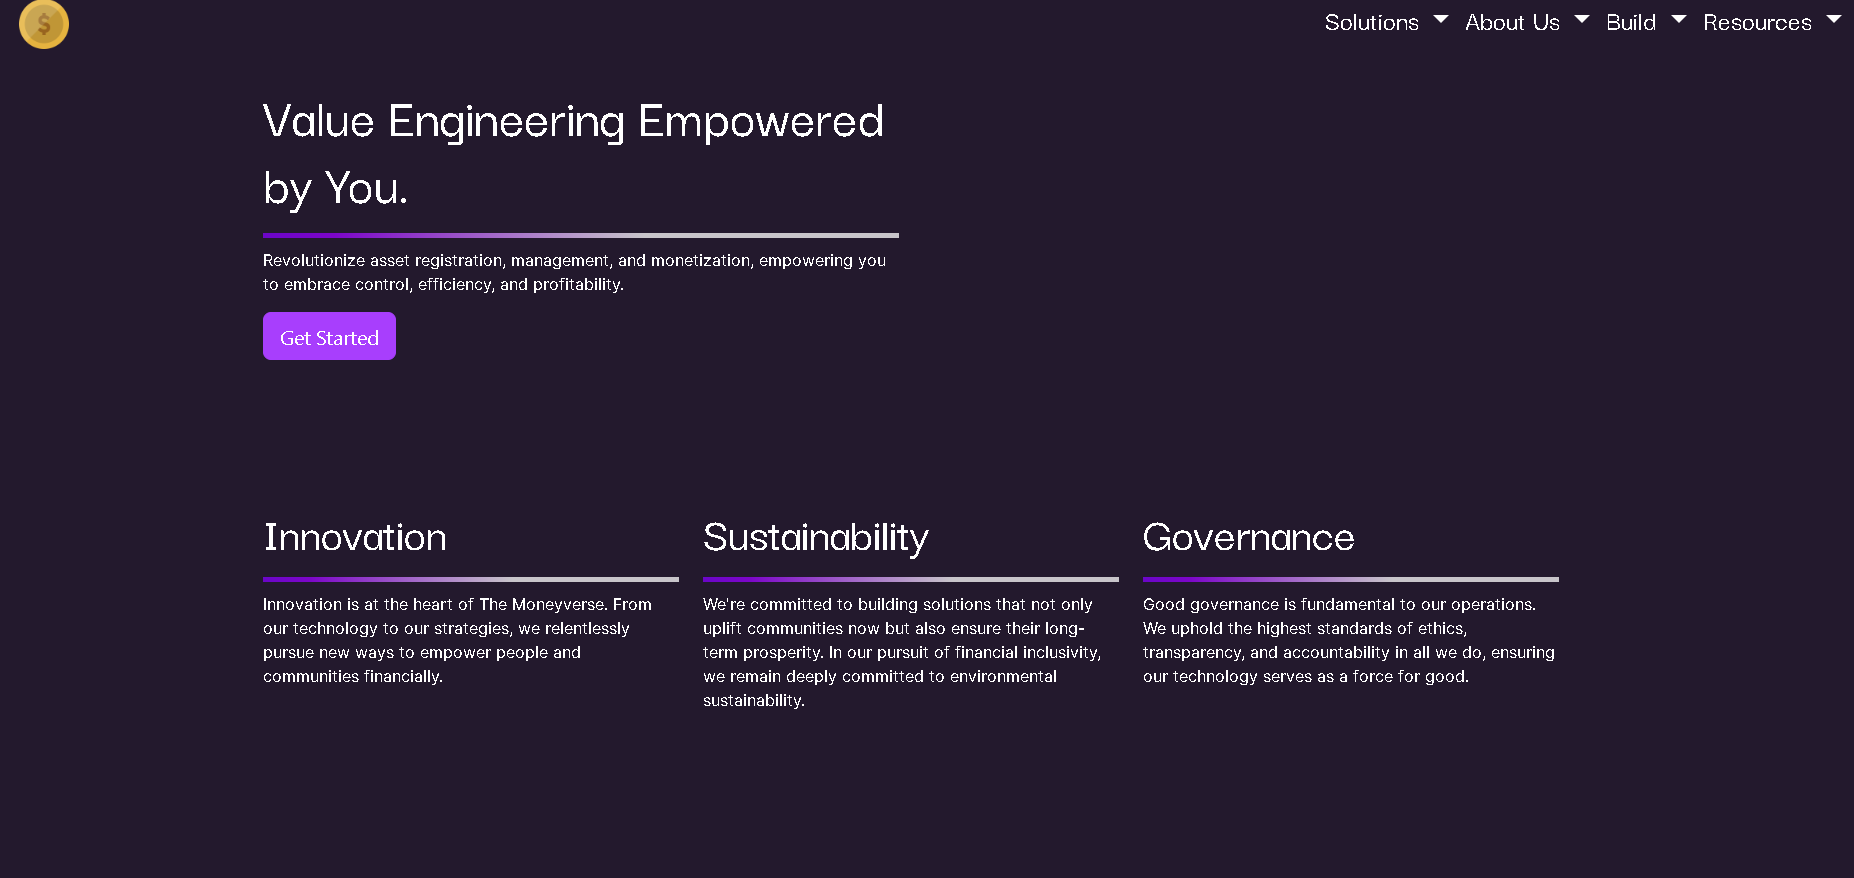 $
Solutions
About Us
Build
Resources
Value Engineering Empowered
by You.
Revolutionize asset registration, management, and monetization, empowering you
to embrace control, efficiency, and profitability.
Get Started
Innovation
Innovation is at the heart of The Moneyverse. From
our technology to our strategies, we relentlessly
pursue new ways to empower people and
communities financially.
Sustainability
We're committed to building solutions that not only
uplift communities now but also ensure their long-
term prosperity. In our pursuit of financial inclusivity,
we remain deeply committed to environmental
sustainability.
Governance
Good governance is fundamental to our operations.
We uphold the highest standards of ethics,
transparency, and accountability in all we do, ensuring
our technology serves as a force for good.